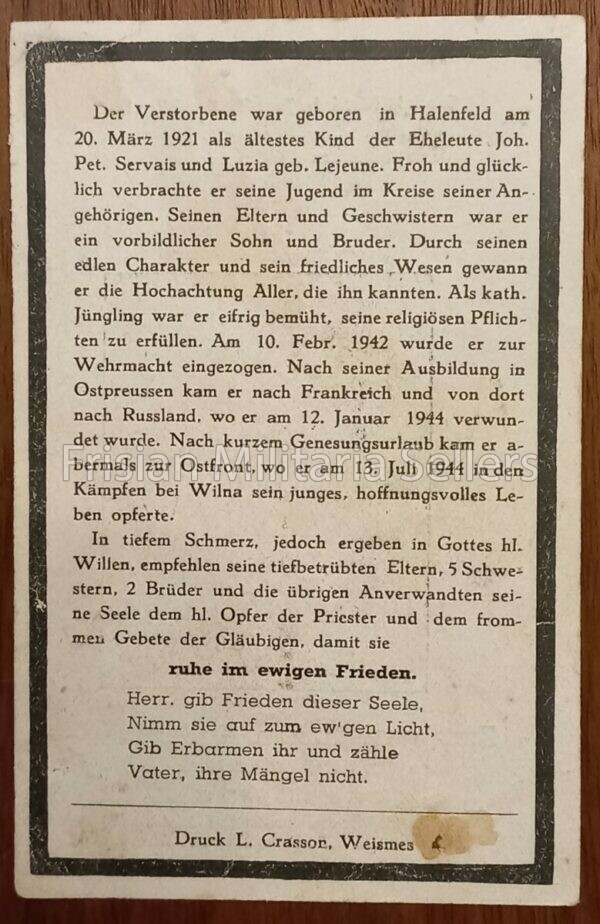 Der Verstorbene war geboren in Halenfeld am
20. März 1921 als ältestes Kind der Eheleute Joh.
Pet. Servais und Luzia geb. Lejeune. Froh und glück-
lich verbrachte er seine Jugend im Kreise seiner An-
gehörigen. Seinen Eltern und Geschwistern war er
ein vorbildlicher Sohn und Bruder. Durch seinen
edlen Charakter und sein friedliches Wesen gewann
er die Hochachtung Aller, die ihn kannten. Als kath.
Jüngling war er eifrig bemüht, seine religiösen Pflich-
ten zu erfüllen. Am 10. Febr. 1942 wurde er zur
Wehrmacht eingezogen. Nach seiner Ausbildung in
Ostpreussen kam er nach Frankreich und von dort
nach Russland, wo er am 12. Januar 1944 verwun-
det wurde. Nach kurzem Genesungsurlaub kam er a-
bermals zur Ostfront, wo er am 13. Juli 1944 in den
Frisian Militaria Sellers
Kämpfen bei Wilna sein junges, hoffnungsvolles Le-
ben opferte.
In tiefem Schmerz, jedoch ergeben in Gottes hl.
Willen, empfehlen seine tiefbetrübten Eltern, 5 Schwe-
stern, 2 Brüder und die übrigen Anverwandten sei-
ne Seele dem hl. Opfer der Priester und dem from-
men Gebete der Gläubigen, damit sie
ruhe im ewigen Frieden.
Herr. gib Frieden dieser Seele,
Nimm sie auf zum ew'gen Licht,
Gib Erbarmen ihr und zähle
Vater, ihre Mängel nicht.
Druck L. Crasson, Weismes